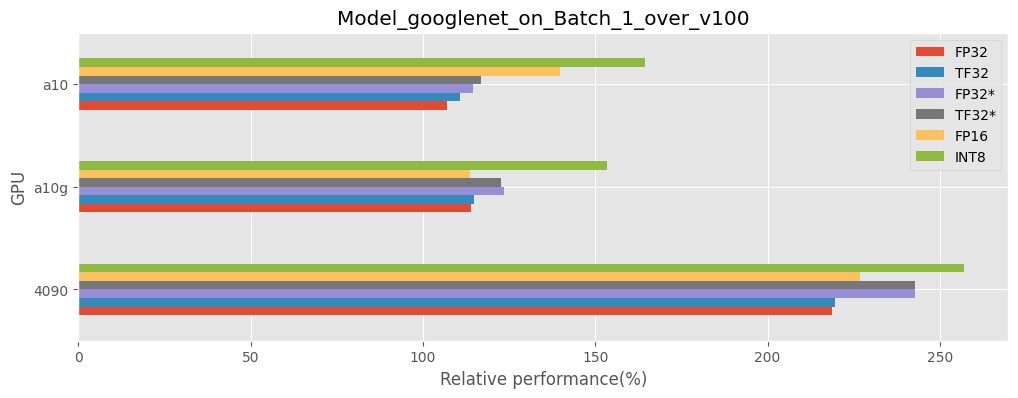 Model_googlenet_on_Batch_1_over_v100
FP32
TF32
FP32*
TF32*
FP16
INT8
a10
a10g
4090
GPU
0 50 100 150 200 250
Relative performance(%)